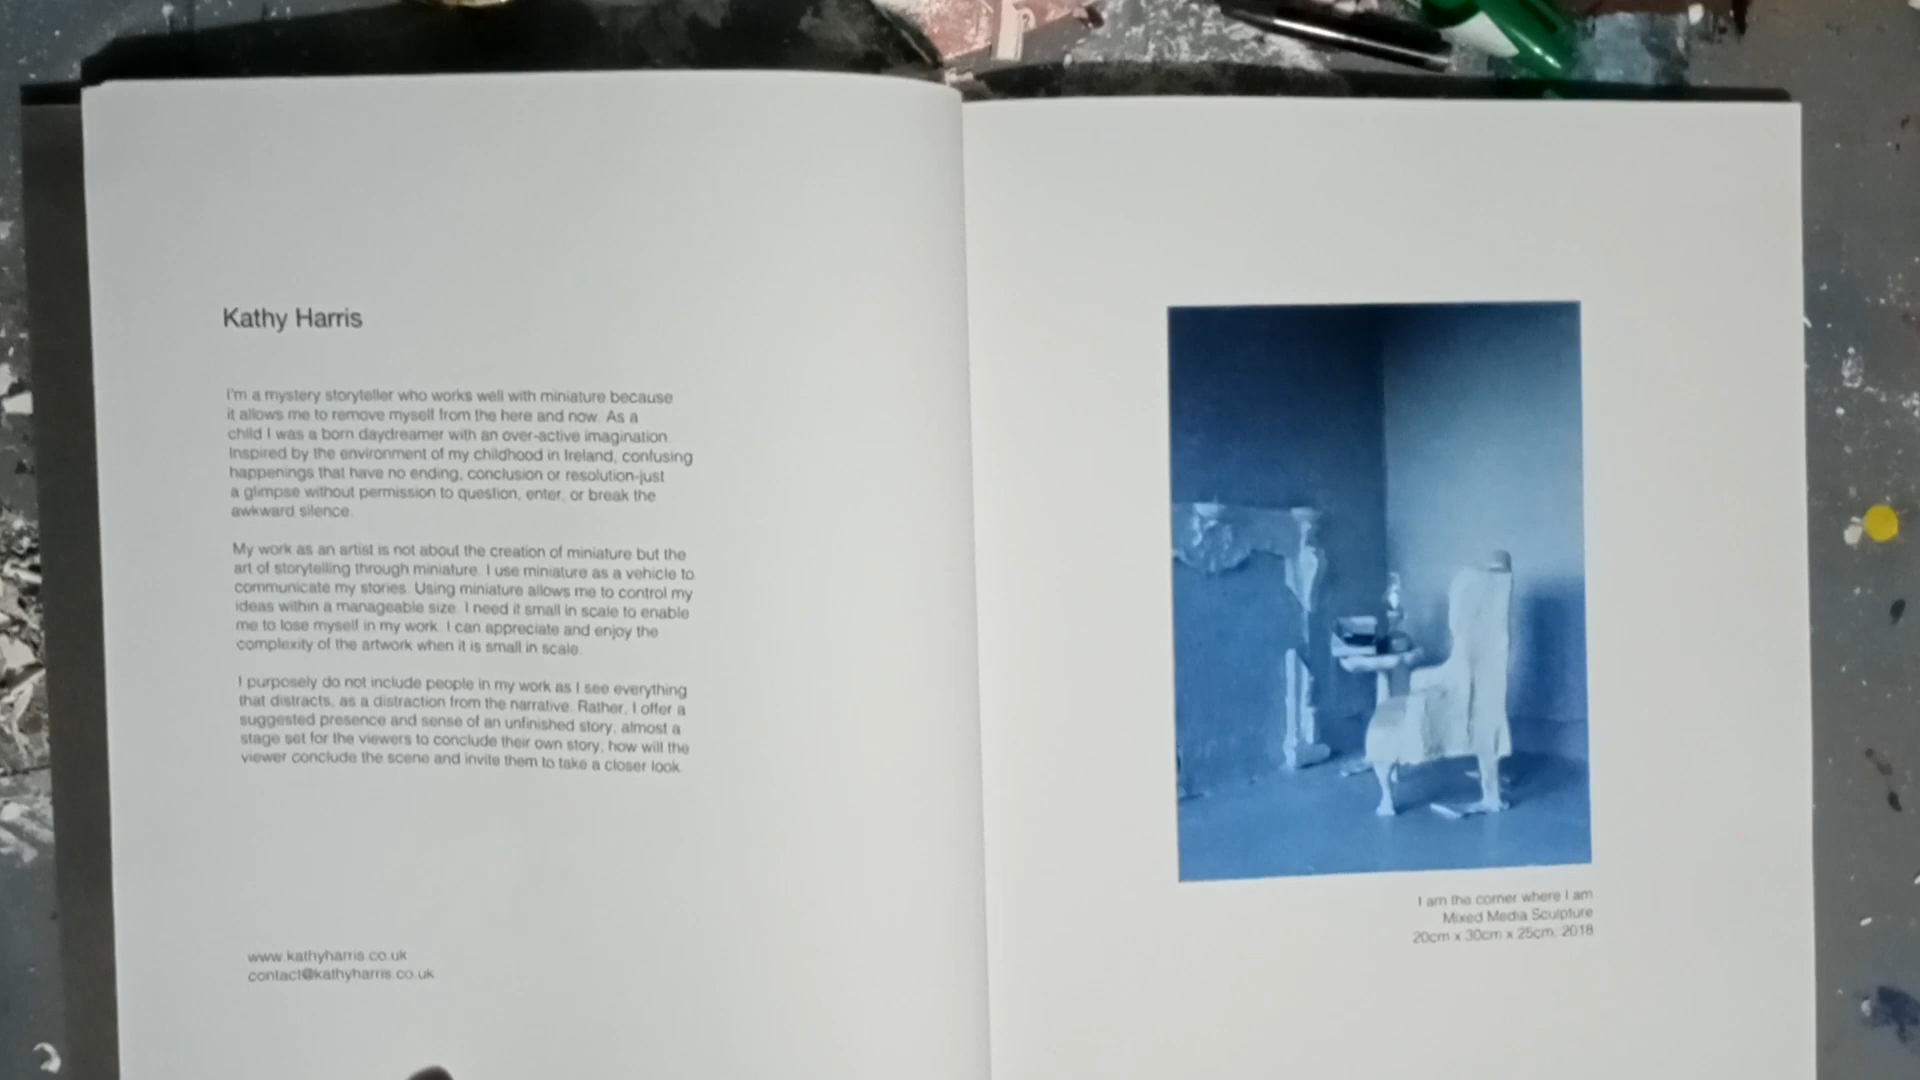 Kathy Harris
I'm a mystery storyteller who works well with miniature because
it allows me to remove myself from the here and now. As a
child I was a born daydreamer with an over-active imagination.
Inspired by the environment of my childhood in Ireland, confusing
happenings that have no ending, conclusion or resolution-just
a glimpse without permission to question, enter, or break the
awkward silence.
My work as an artist is not about the creation of miniature but the
art of storytelling through miniature. I use miniature as a vehicle to
communicate my stories. Using miniature allows me to control my
ideas within a manageable size. I need it small in scale to enable
me to lose myself in my work. I can appreciate and enjoy the
complexity of the artwork when it is small in scale.
I purposely do not include people in my work as I see everything
that distracts, as a distraction from the narrative. Rather, I offer a
suggested presence and sense of an unfinished story, almost a
stage set for the viewers to conclude their own story, how will the
viewer conclude the scene and invite them to take a closer look.
www.kathyharris.co.uk
contact@kathyharris.co.uk
I am the corner where I am
Mixed Media Sculpture
20cm x 30cm x 25cm, 2018